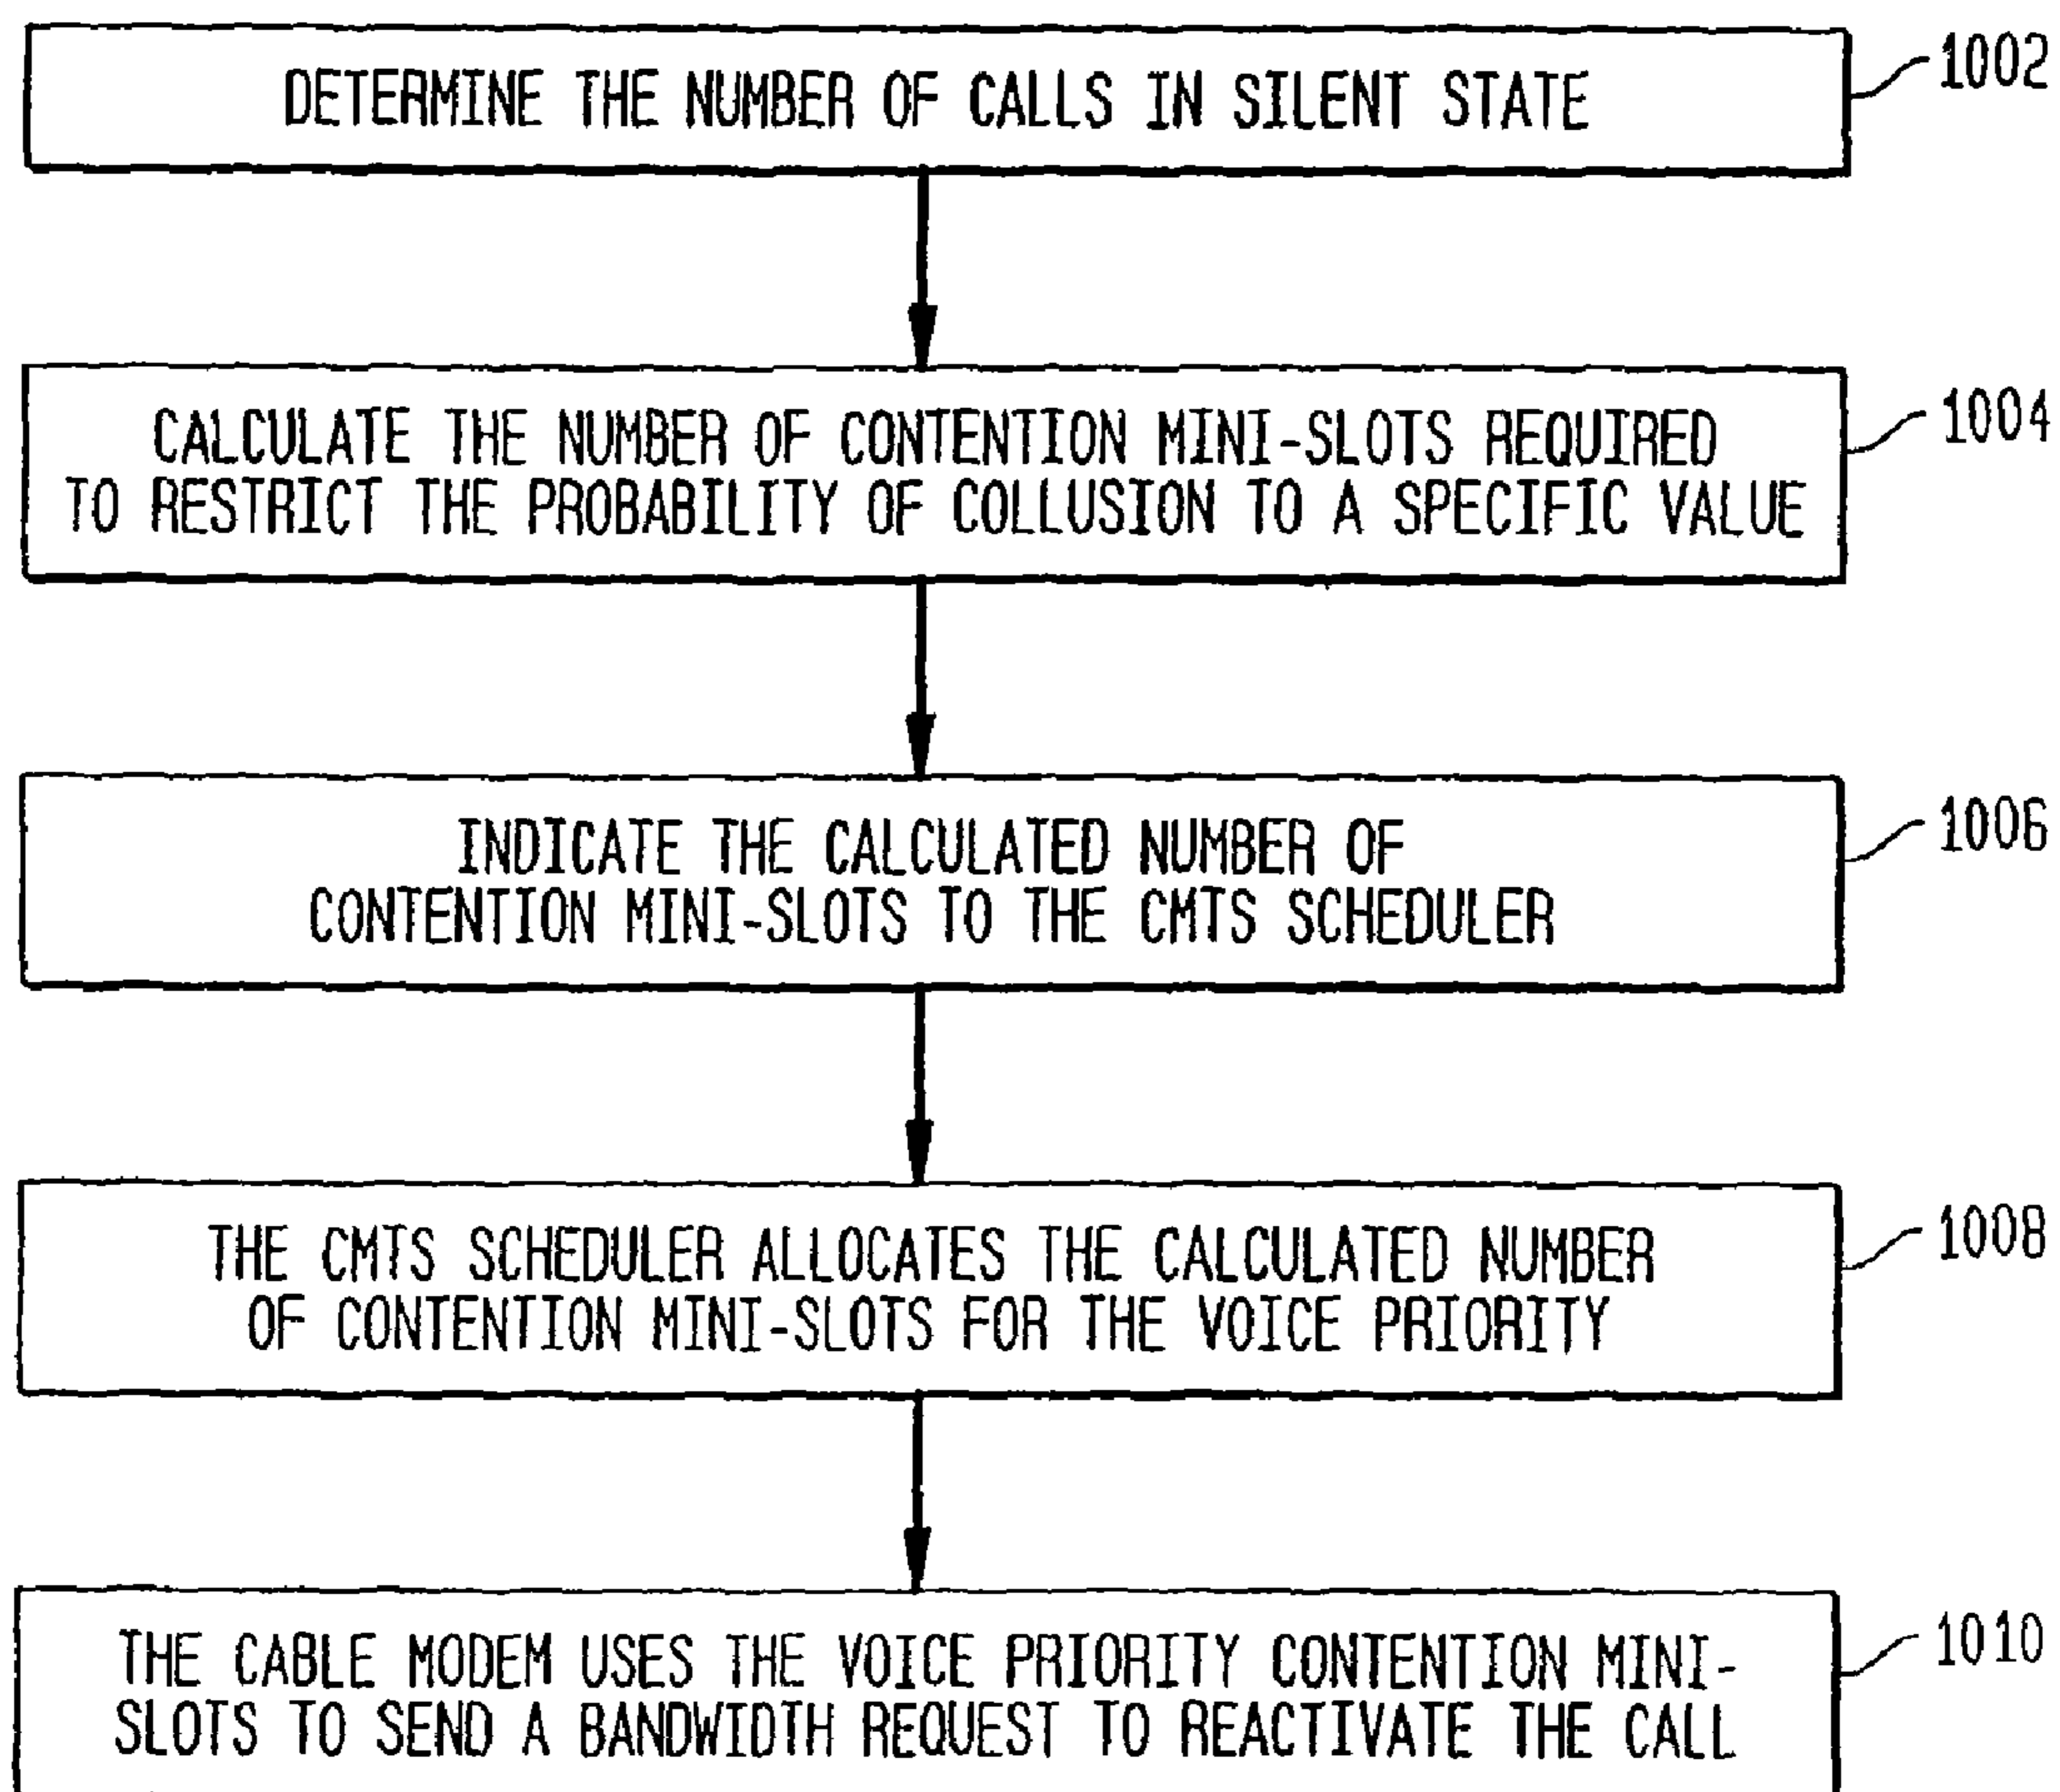 DETERMINE THE NUMBER OF CALLS IN SILENT STATE
1002
CALCULATE THE NUMBER OF CONTENTION MINI-SLOTS REQUIRED
TO RESTRICT THE PROBABILITY OF COLLUSION TO A SPECIFIC VALUE
1004
INDICATE THE CALCULATED NUMBER OF
CONTENTION MINI-SLOTS TO THE CMTS SCHEDULER
1006
THE CMTS SCHEDULER ALLOCATES THE CALCULATED NUMBER
OF CONTENTION MINI-SLOTS FOR THE VOICE PRIORITY
1008
THE CABLE MODEM USES THE VOICE PRIORITY CONTENTION MINI-
SLOTS TO SEND A BANDWIDTH REQUEST TO REACTIVATE THE CALL
1010